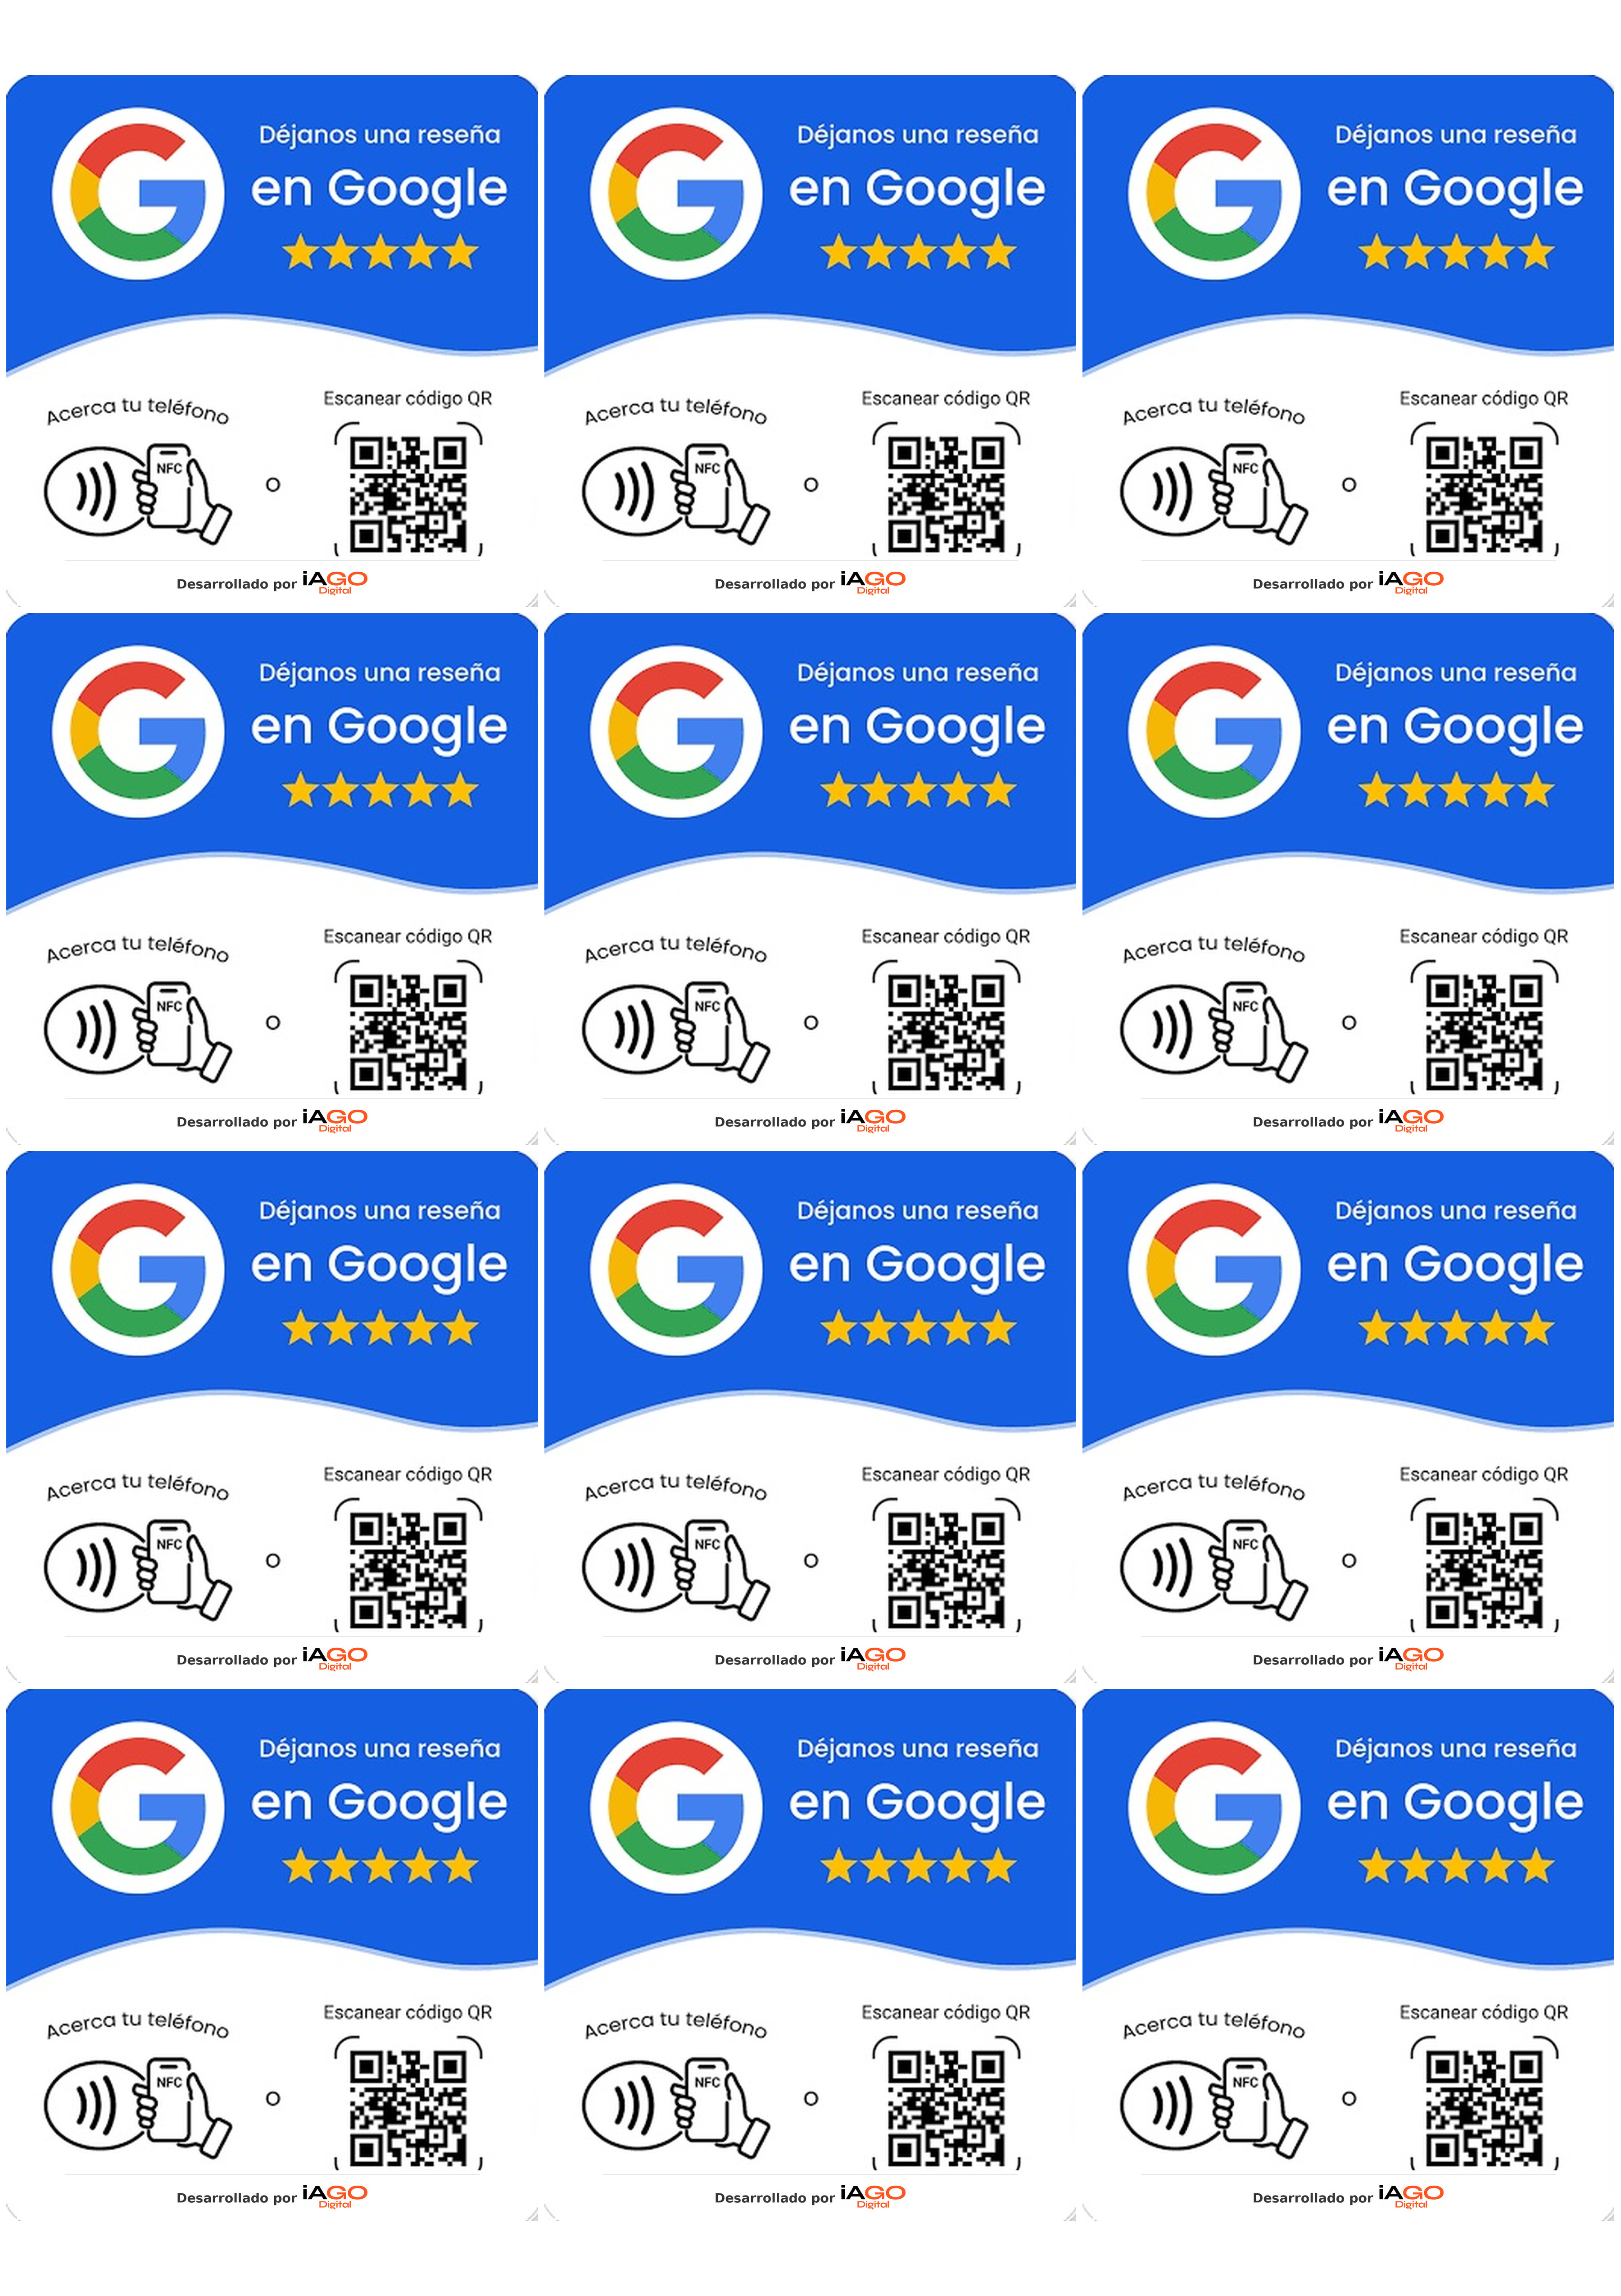 Déjanos una reseña
en Google
Acerca tu teléfono
Escanear código QR
NFC
O
Desarrollado por iAGO
Digital
Déjanos una reseña
en Google
Acerca tu teléfono
Escanear código QR
NFC
O
Desarrollado por iAGO
Digital
Déjanos una reseña
en Google
Acerca tu teléfono
Escanear código QR
NFC
O
Desarrollado por iAGO
Digital
Déjanos una reseña
en Google
Acerca tu teléfono
Escanear código QR
NFC
O
Desarrollado por iAGO
Digital
Déjanos una reseña
en Google
Acerca tu teléfono
Escanear código QR
NFC
O
Desarrollado por iAGO
Digital
Déjanos una reseña
en Google
Acerca tu teléfono
Escanear código QR
NFC
O
Desarrollado por iAGO
Digital
Déjanos una reseña
en Google
Acerca tu teléfono
Escanear código QR
NFC
O
Desarrollado por iAGO
Digital
Déjanos una reseña
en Google
Acerca tu teléfono
Escanear código QR
NFC
O
Desarrollado por iAGO
Digital
Déjanos una reseña
en Google
Acerca tu teléfono
Escanear código QR
NFC
O
Desarrollado por iAGO
Digital
Déjanos una reseña
en Google
Acerca tu teléfono
Escanear código QR
NFC
O
Desarrollado por iAGO
Digital
Déjanos una reseña
en Google
Acerca tu teléfono
Escanear código QR
NFC
O
Desarrollado por iAGO
Digital
Déjanos una reseña
en Google
Acerca tu teléfono
Escanear código QR
NFC
O
Desarrollado por iAGO
Digital